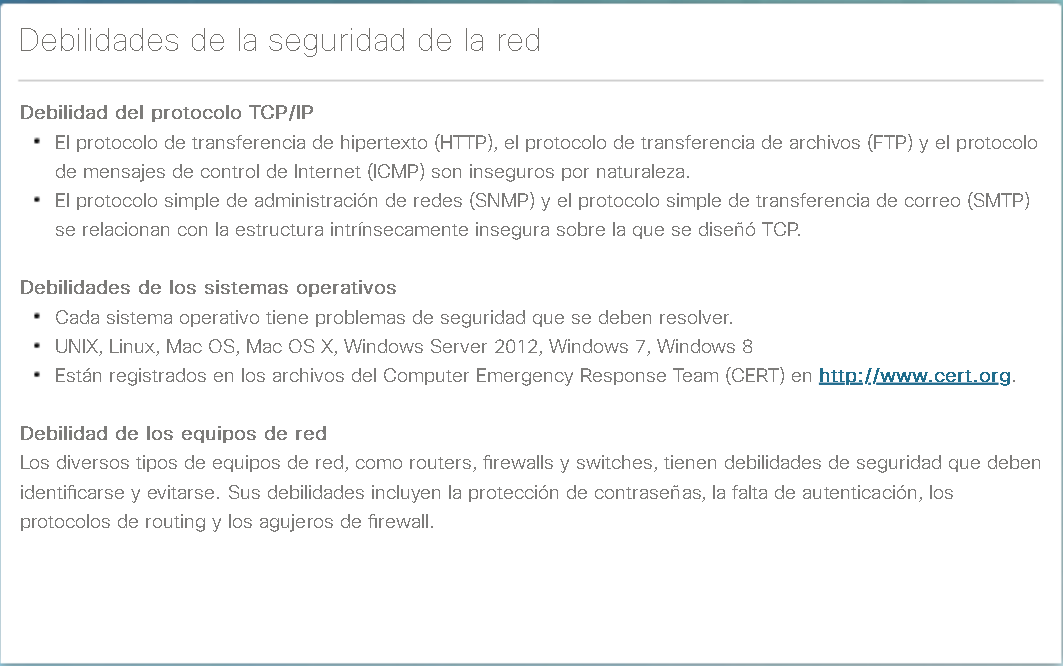 Debilidades de la seguridad de la red
Debilidad del protocolo TCP/IP
• El protocolo de transferencia de hipertexto (HTTP), el protocolo de transferencia de archivos (FTP) y el protocolo
de mensajes de control de Internet (ICMP) son inseguros por naturaleza.
• El protocolo simple de administración de redes (SNMP) y el protocolo simple de transferencia de correo (SMTP)
se relacionan con la estructura intrínsecamente insegura sobre la que se diseñó TCP.
Debilidades de los sistemas operativos
• Cada sistema operativo tiene problemas de seguridad que se deben resolver.
• UNIX, Linux, Mac OS, Mac OS X, Windows Server 2012, Windows 7, Windows 8
• Están registrados en los archivos del Computer Emergency Response Team (CERT) en http://www.cert.org.
Debilidad de los equipos de red
Los diversos tipos de equipos de red, como routers, firewalls y switches, tienen debilidades de seguridad que deben
identificarse y evitarse. Sus debilidades incluyen la protección de contraseñas, la falta de autenticación, los
protocolos de routing y los agujeros de firewall.